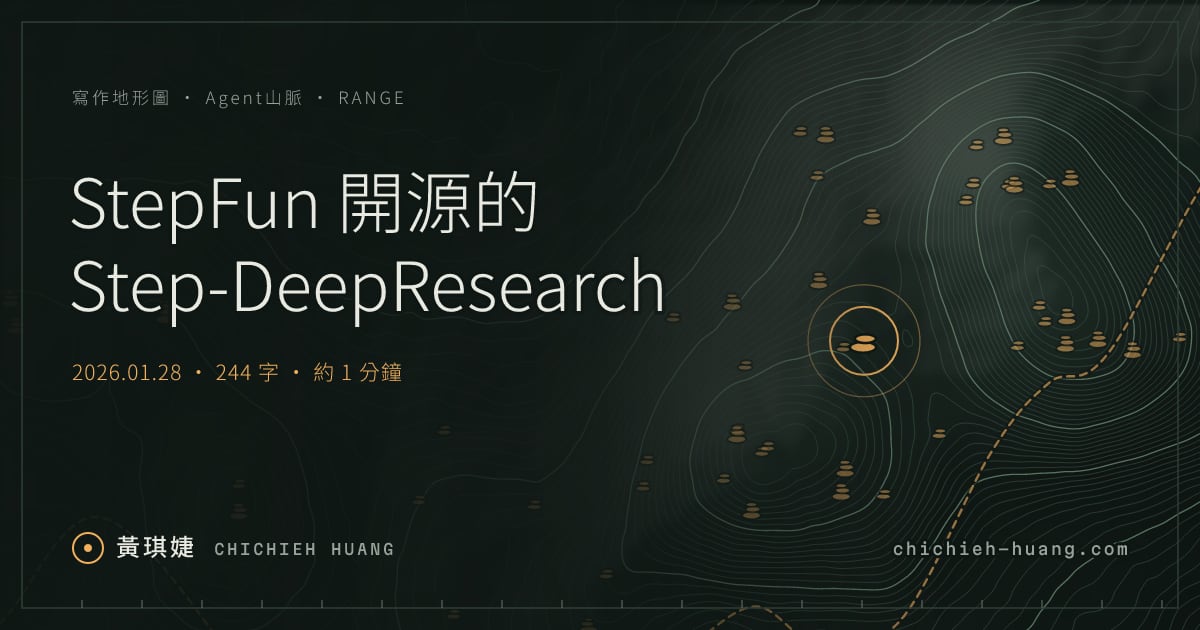 寫作地形圖 · Agent山脈 · RANGE
StepFun 開源的
Step-DeepResearch
2026.01.28 · 244 字 · 約 1 分鐘
黃琪婕 CHICHIEH HUANG
chichieh-huang.com